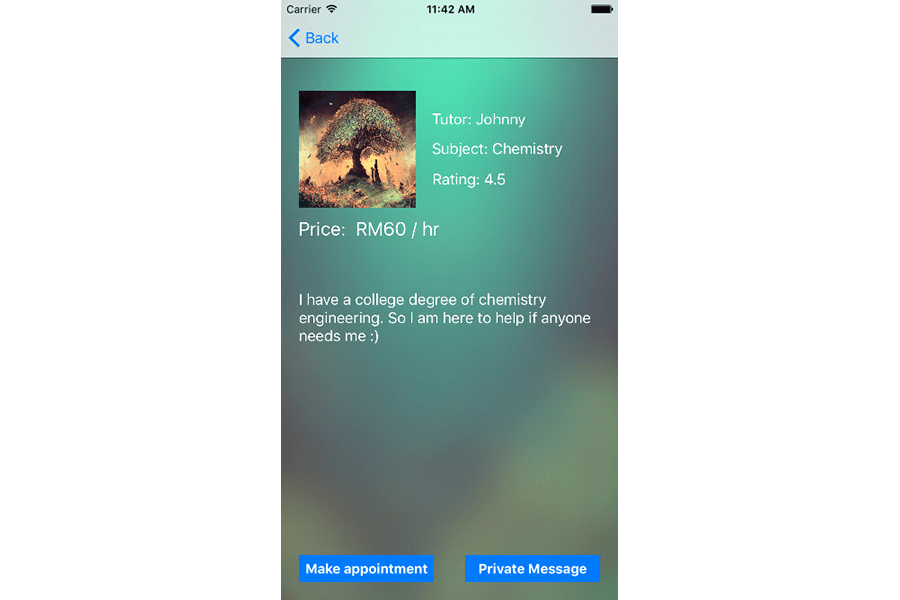 Carrier 11:42 AM
Back
Tutor: Johnny
Subject: Chemistry
Rating: 4.5
Price: RM60 / hr
I have a college degree of chemistry
engineering. So I am here to help if anyone
needs me :)
Make appointment Private Message